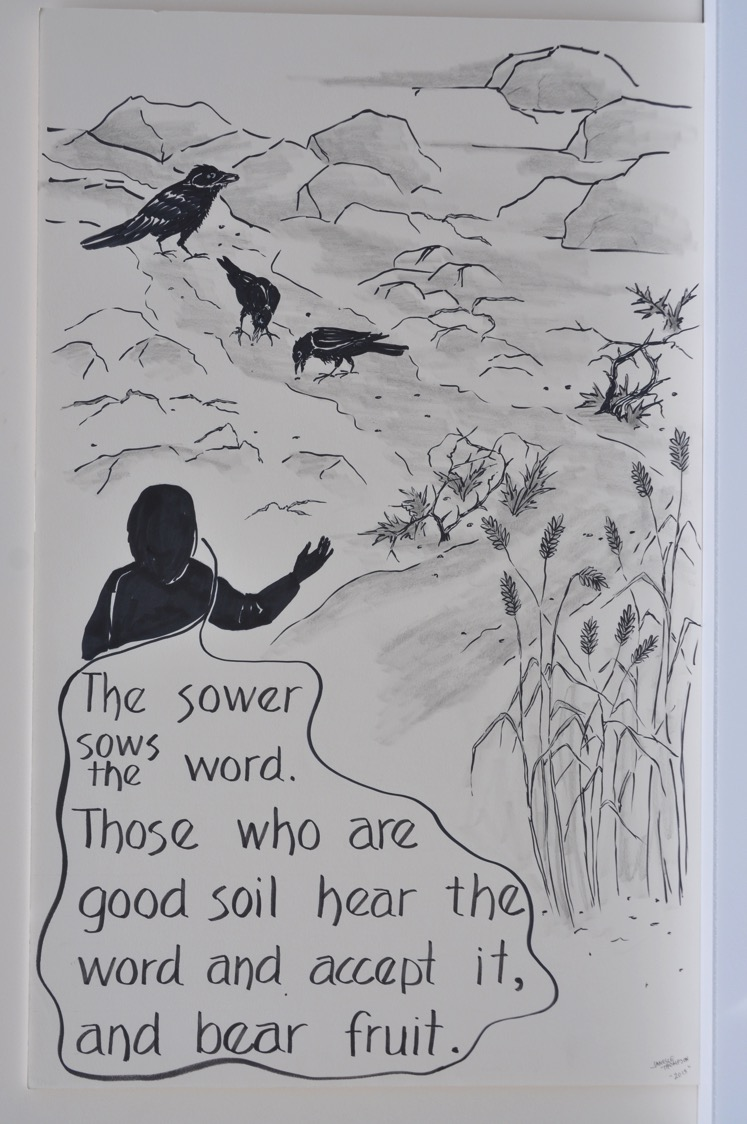 The sower
sows
the word.
Those who are
good soil hear the
word and accept it,
and bear fruit.
"2019"